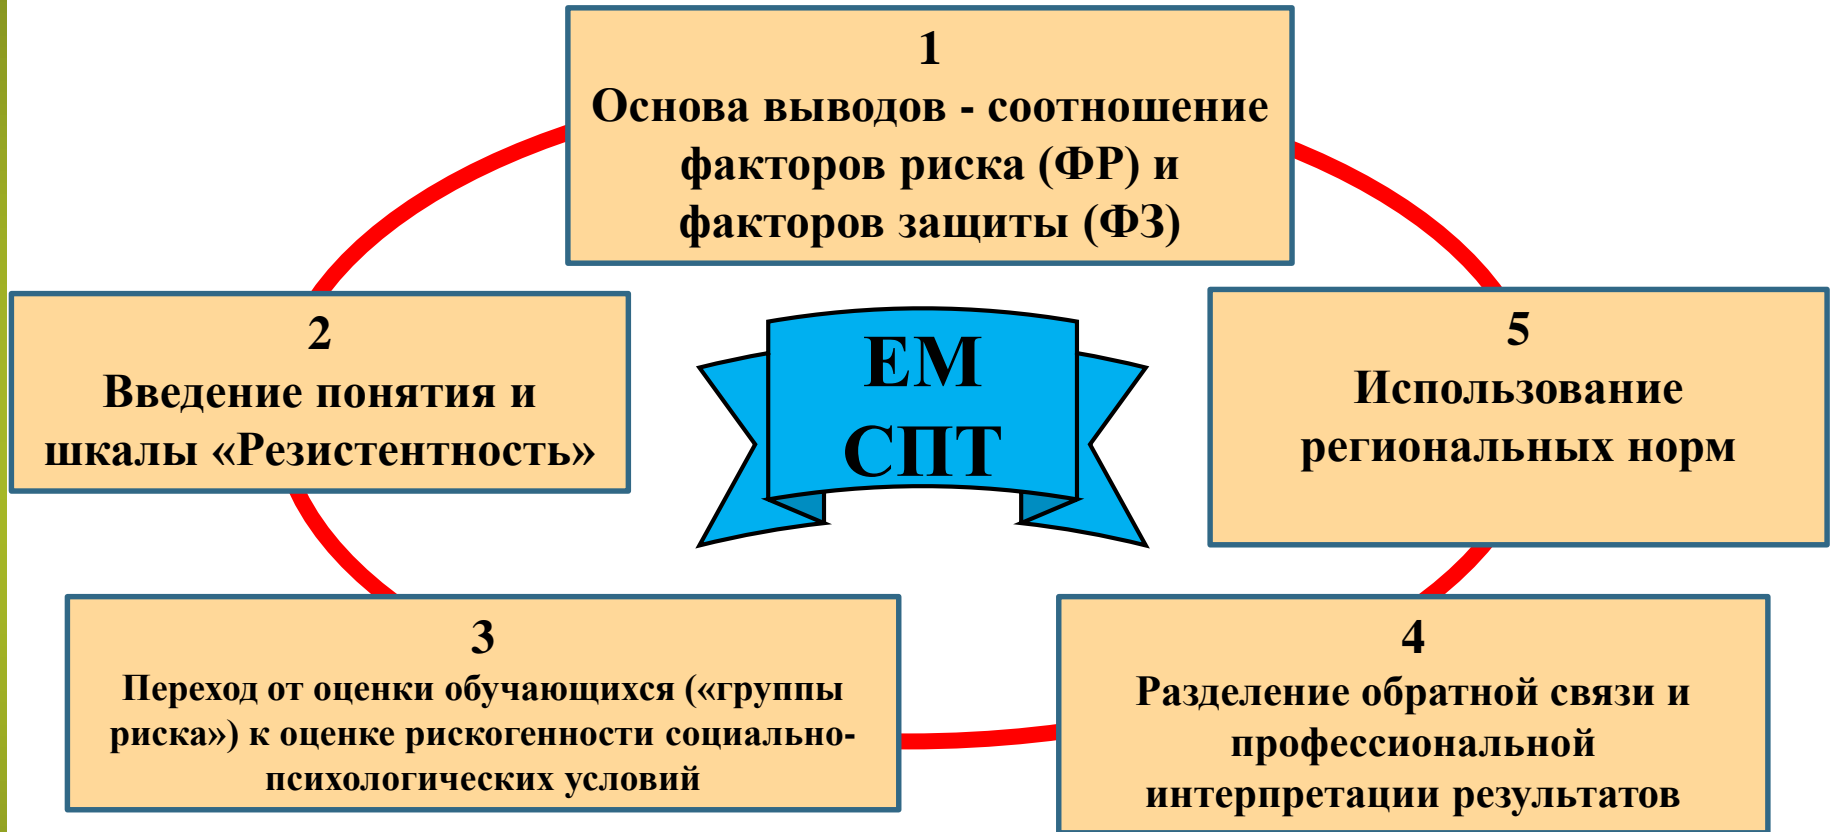 1
Основа выводов - соотношение
факторов риска (ФР) и
факторов защиты (ФЗ)
2
Введение понятия и
шкалы «Резистентность»
ЕМ
СПТ
5
Использование
региональных норм
3
Переход от оценки обучающихся («группы
риска») к оценке рискогенности социально-
психологических условий
4
Разделение обратной связи и
профессиональной
интерпретации результатов